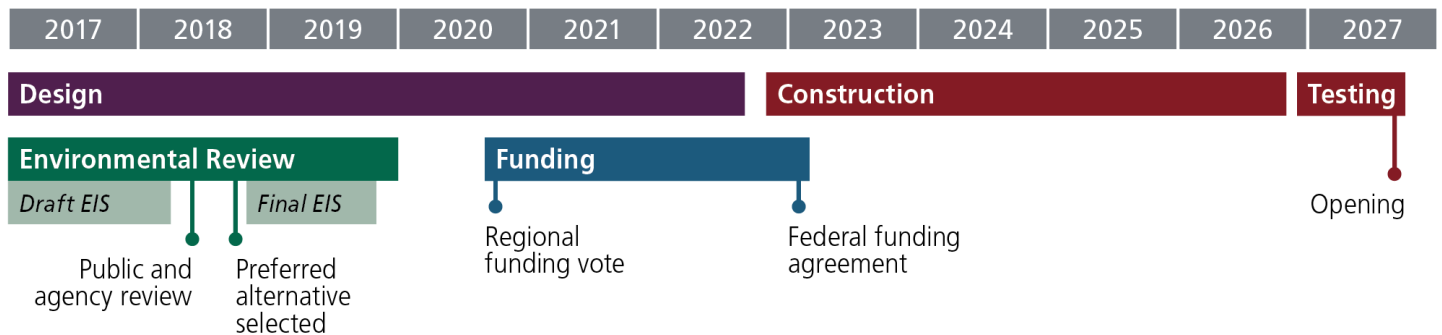 2017 2018 2019 2020 2021 2022 2023 2024 2025 2026 2027
Design Construction Testing
Environmental Review Funding
Draft EIS Final EIS
Opening
Public and
agency review
Preferred
alternative
selected
Regional
funding vote
Federal funding
agreement